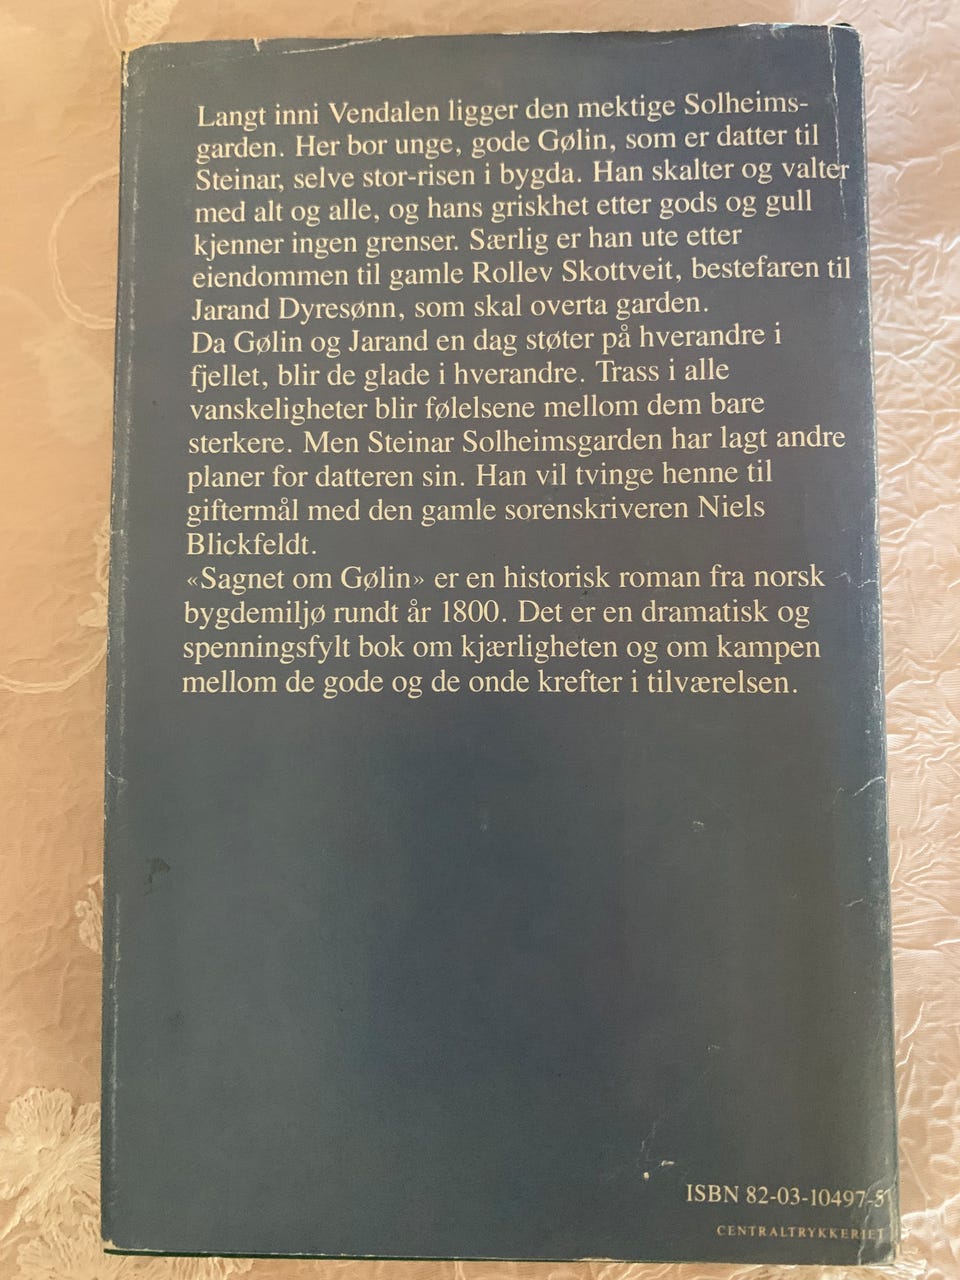 Langt inni Vendalen ligger den mektige Solheims-
garden. Her bor unge, gode Gølin, som er datter til
Steinar, selve stor-risen i bygda. Han skalter og valter
med alt og alle, og hans griskhet etter gods og gull
kjenner ingen grenser. Særlig er han ute etter
eiendommen til gamle Rollev Skottveit, bestefaren til
Jarand Dyresønn, som skal overta garden.
Da Gølin og Jarand en dag støter på hverandre i
fjellet, blir de glade i hverandre. Trass i alle
vanskeligheter blir følelsene mellom dem bare
sterkere. Men Steinar Solheimsgarden har lagt andre
planer for datteren sin. Han vil tvinge henne til
giftermål med den gamle sorenskriveren Niels
Blickfeldt.
«Sagnet om Gølin» er en historisk roman fra norsk
bygdemiljø rundt år 1800. Det er en dramatisk og
spenningsfylt bok om kjærligheten og om kampen
mellom de gode og de onde krefter i tilværelsen.
ISBN 82-03-10497-5
CENTRALTRYKKERIET